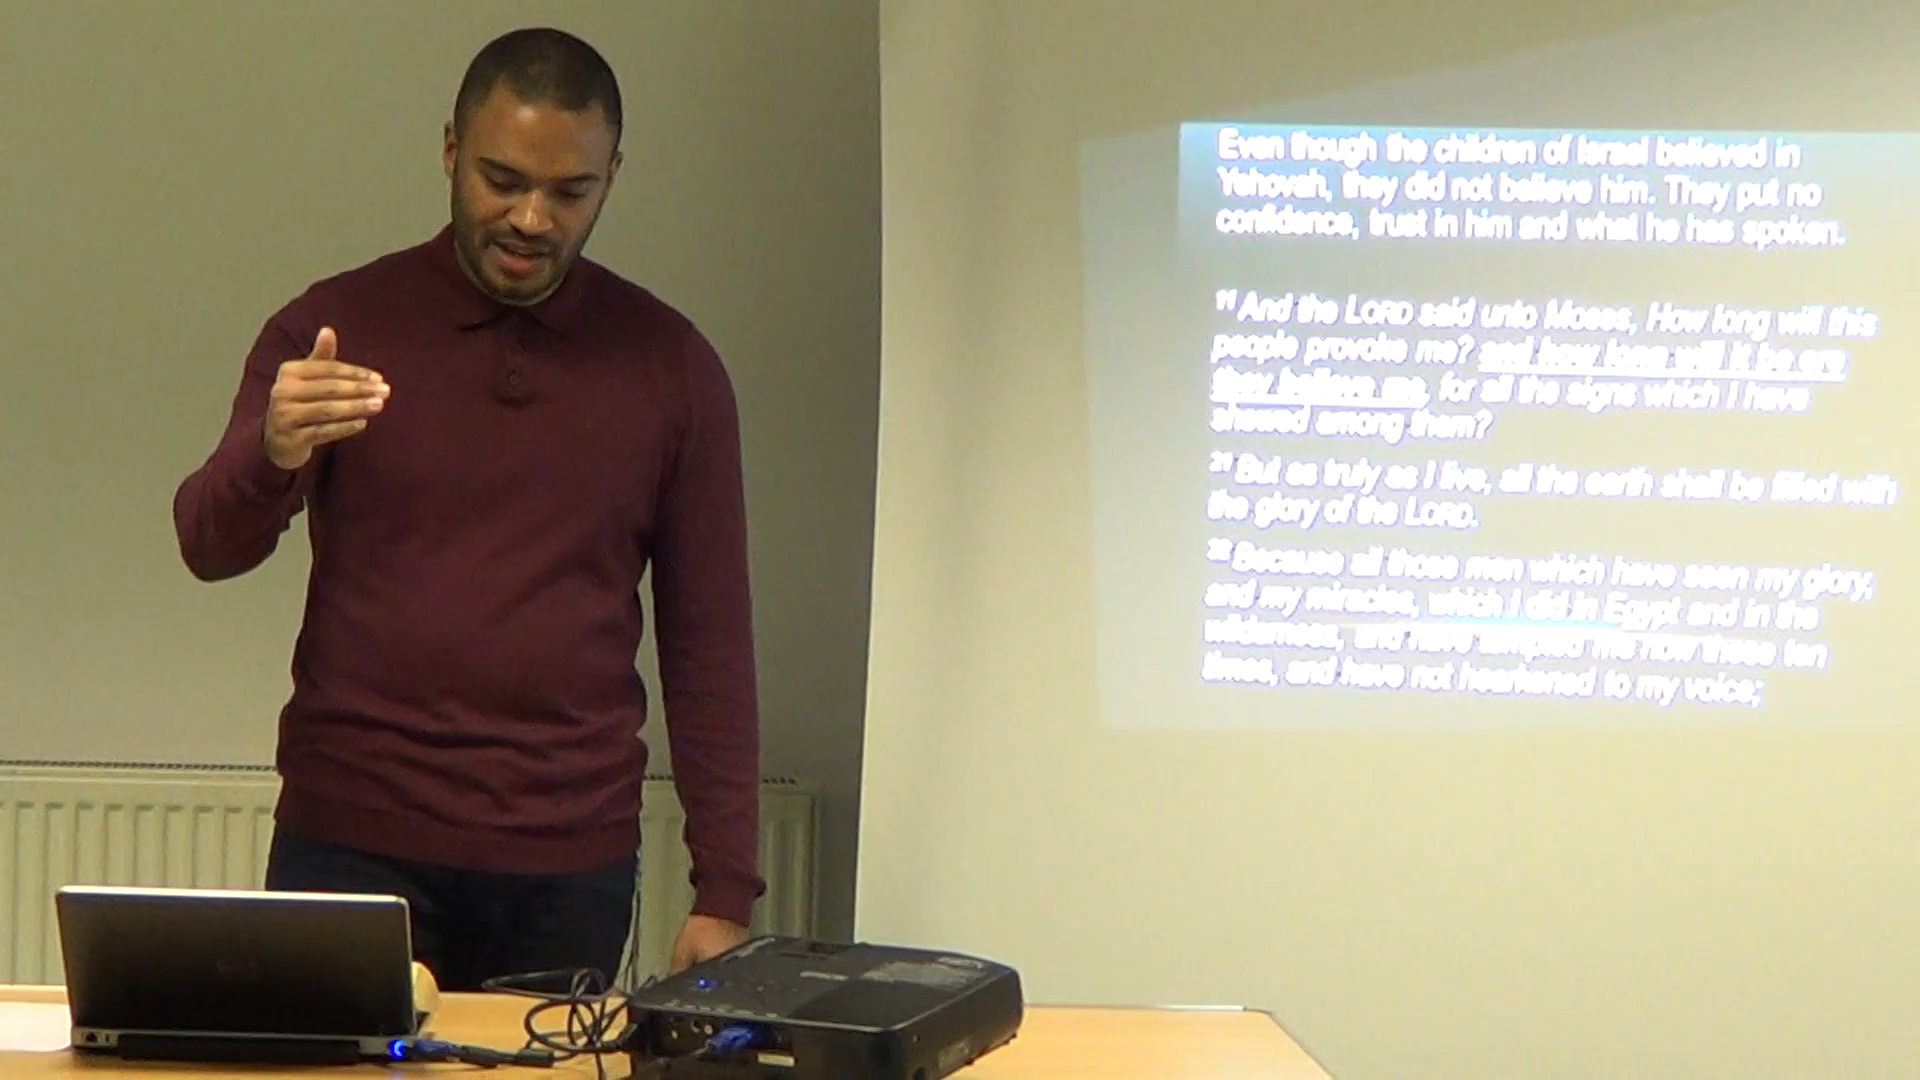 Even though the children of Israel believed in
Yehovah, they did not believe him. They put no
confidence, trust in him and what he has spoken.
11 And the LORD said unto Moses, How long will this
people provoke me? and how long will it be ere
they believe me, for all the signs which I have
shewed among them?
21 But as truly as I live, all the earth shall be filled with
the glory of the LORD.
22 Because all those men which have seen my glory,
and my miracles, which I did in Egypt and in the
wilderness, and have tempted me now these ten
times, and have not hearkened to my voice;